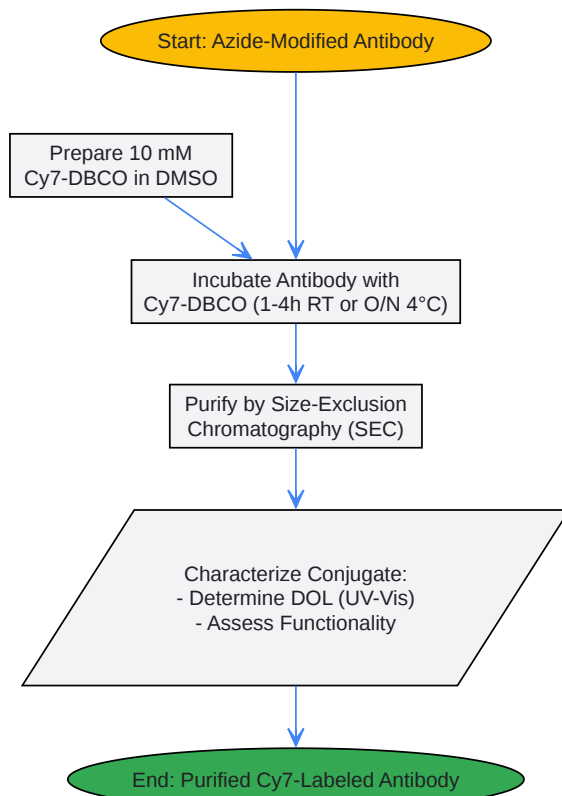 Start: Azide-Modified Antibody
Prepare 10 mM
Cy7-DBCO in DMSO
Incubate Antibody with
Cy7-DBCO (1-4h RT or O/N 4°C)
Purify by Size-Exclusion
Chromatography (SEC)
Characterize Conjugate:
- Determine DOL (UV-Vis)
- Assess Functionality
End: Purified Cy7-Labeled Antibody